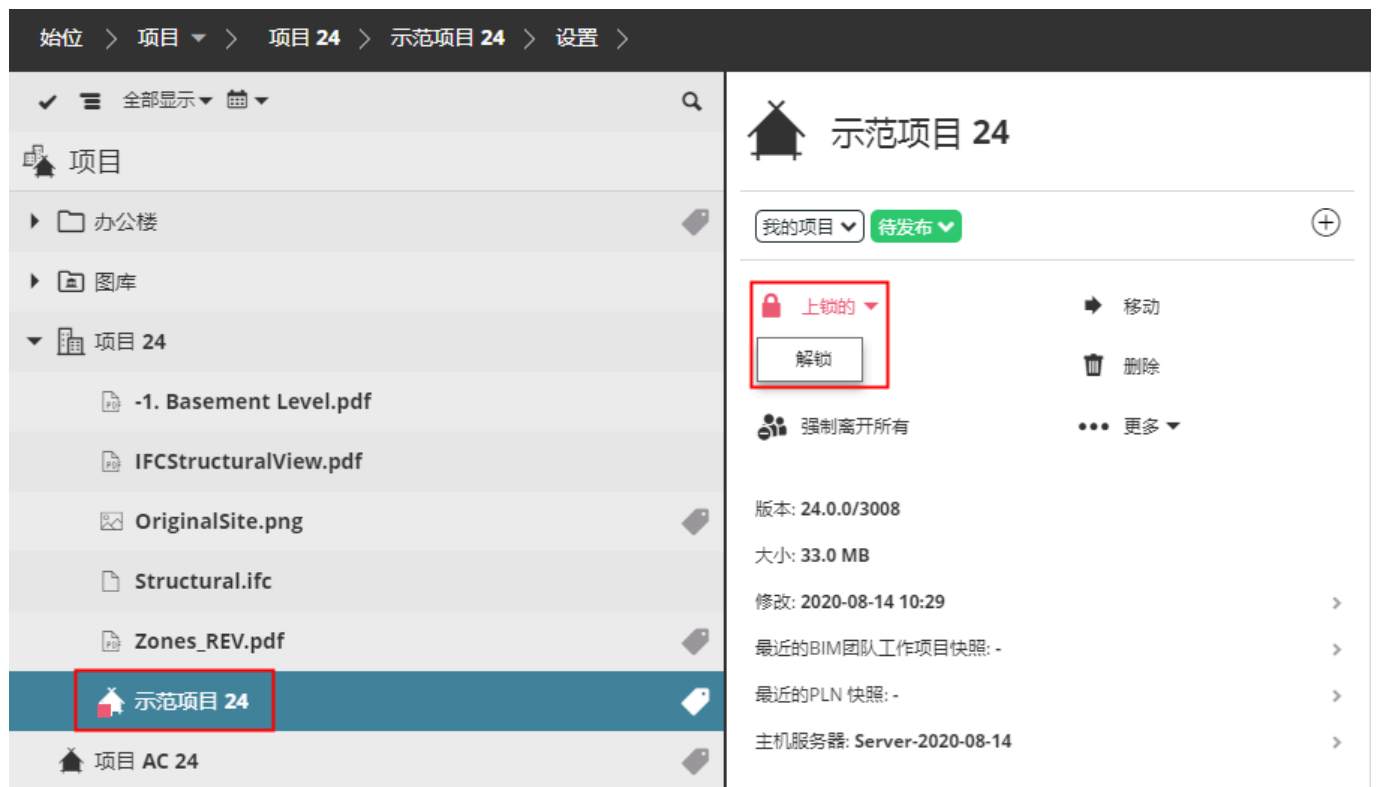 始位 项目 项目 24 示范项目 24 设置
全部显示
项目
办公楼
图库
项目 24
-1. Basement Level.pdf
IFCStructuralView.pdf
OriginalSite.png
Structural.ifc
Zones_REV.pdf
示范项目 24
项目 AC 24
示范项目 24
我的项目 待发布
上锁的 移动
解锁 删除
强制离开所有 更多
版本: 24.0.0/3008
大小: 33.0 MB
修改: 2020-08-14 10:29
最近的BIM团队工作项目快照: -
最近的PLN 快照: -
主机服务器: Server-2020-08-14